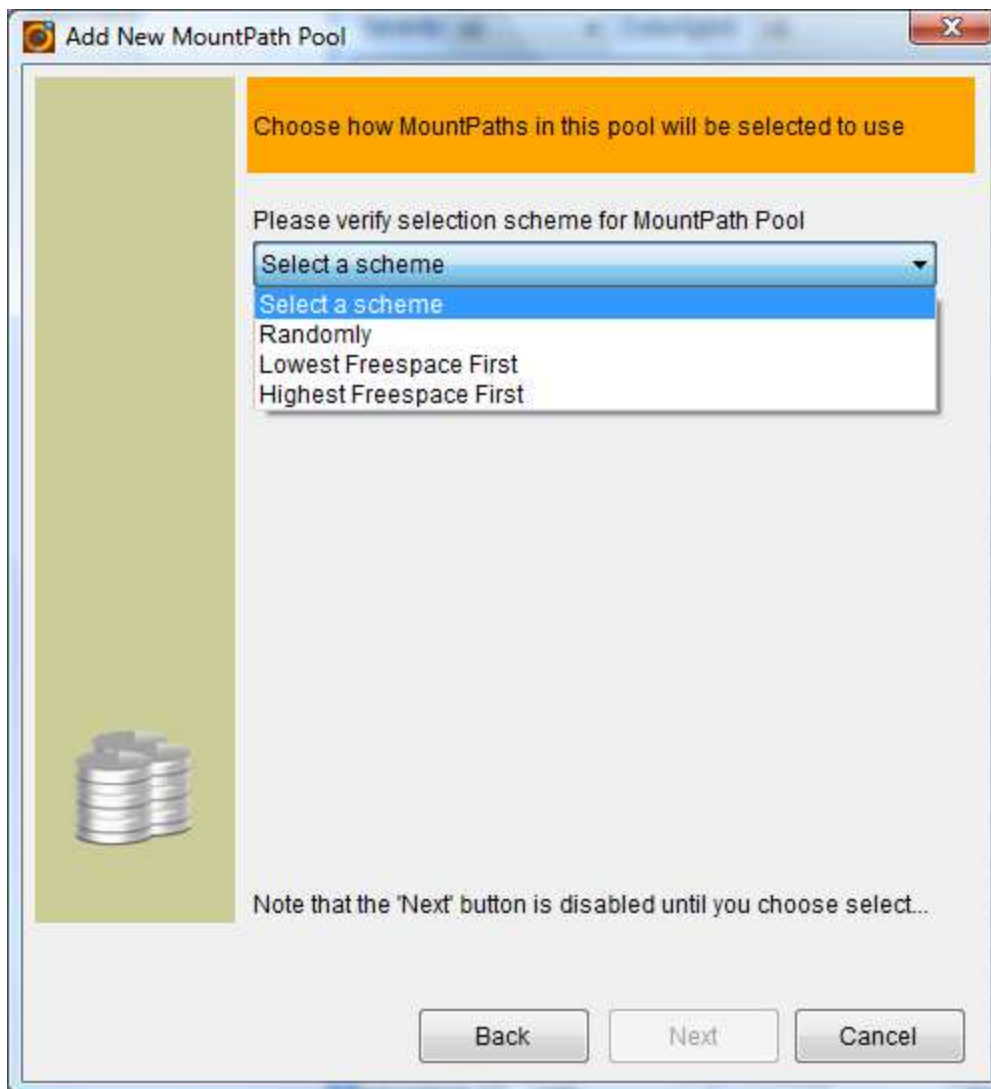 Add New MountPath Pool
Choose how MountPaths in this pool will be selected to use
Please verify selection scheme for MountPath Pool
Select a scheme
Select a scheme
Randomly
Lowest Freespace First
Highest Freespace First
Note that the 'Next' button is disabled until you choose select...
Back Next Cancel